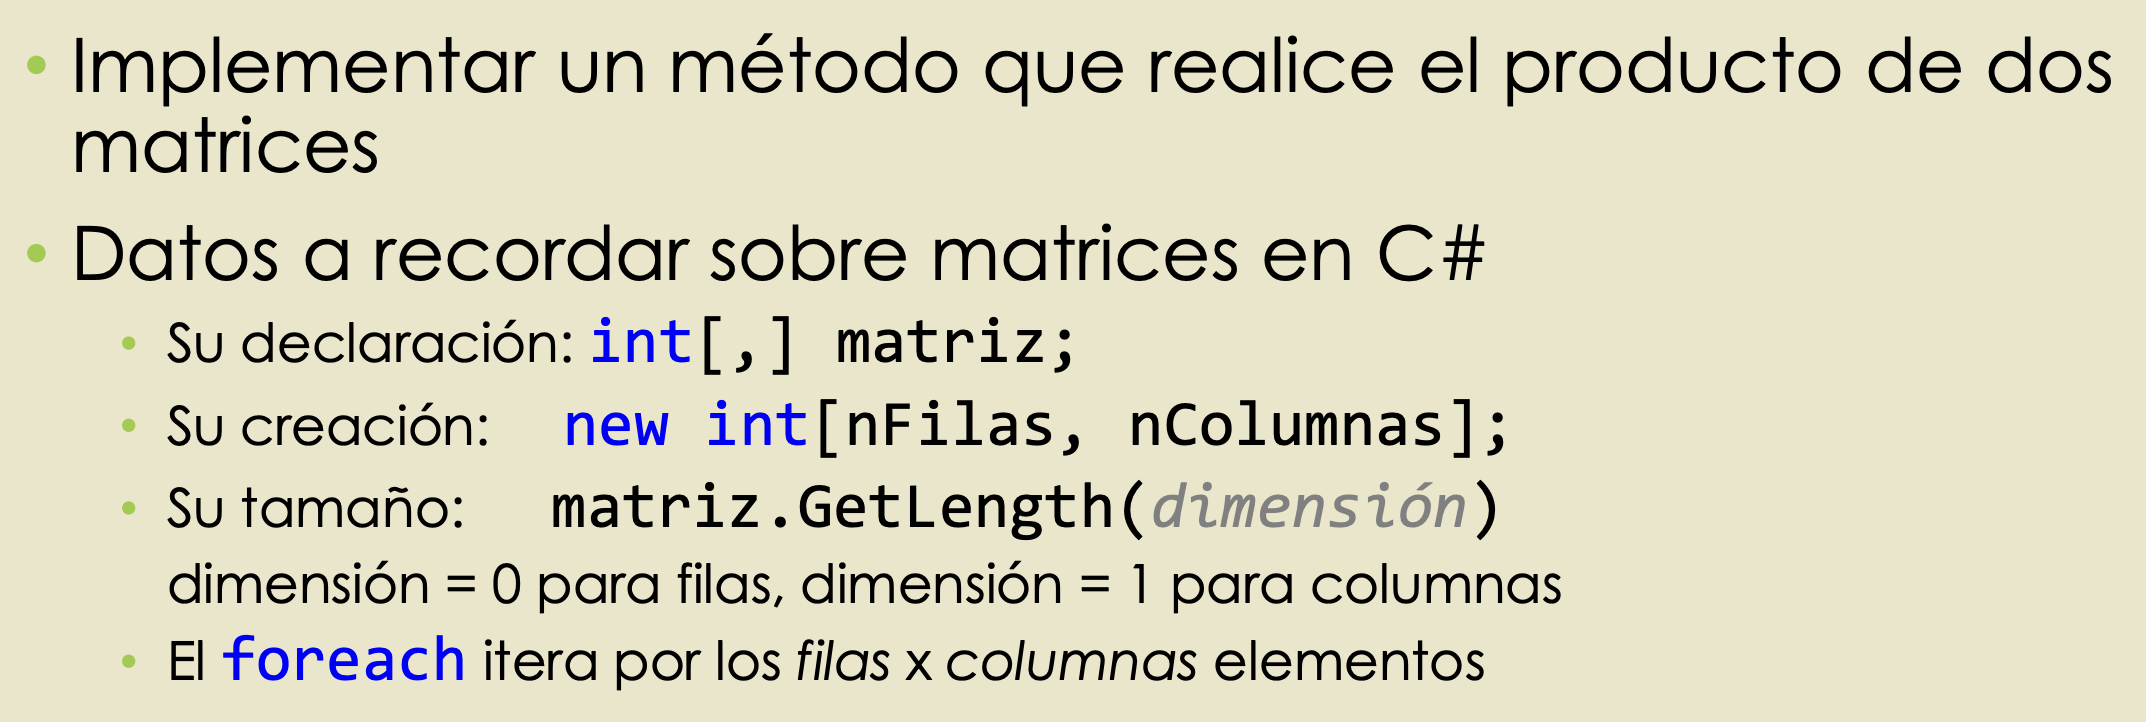 • Implementar un método que realice el producto de dos
matrices
• Datos a recordar sobre matrices en C#
• Su declaración: int[,] matriz;
• Su creación: new int[nFilas, nColumnas];
• Su tamaño: matriz.GetLength(dimensión)
dimensión = 0 para filas, dimensión = 1 para columnas
• El foreach itera por los filas x columnas elementos